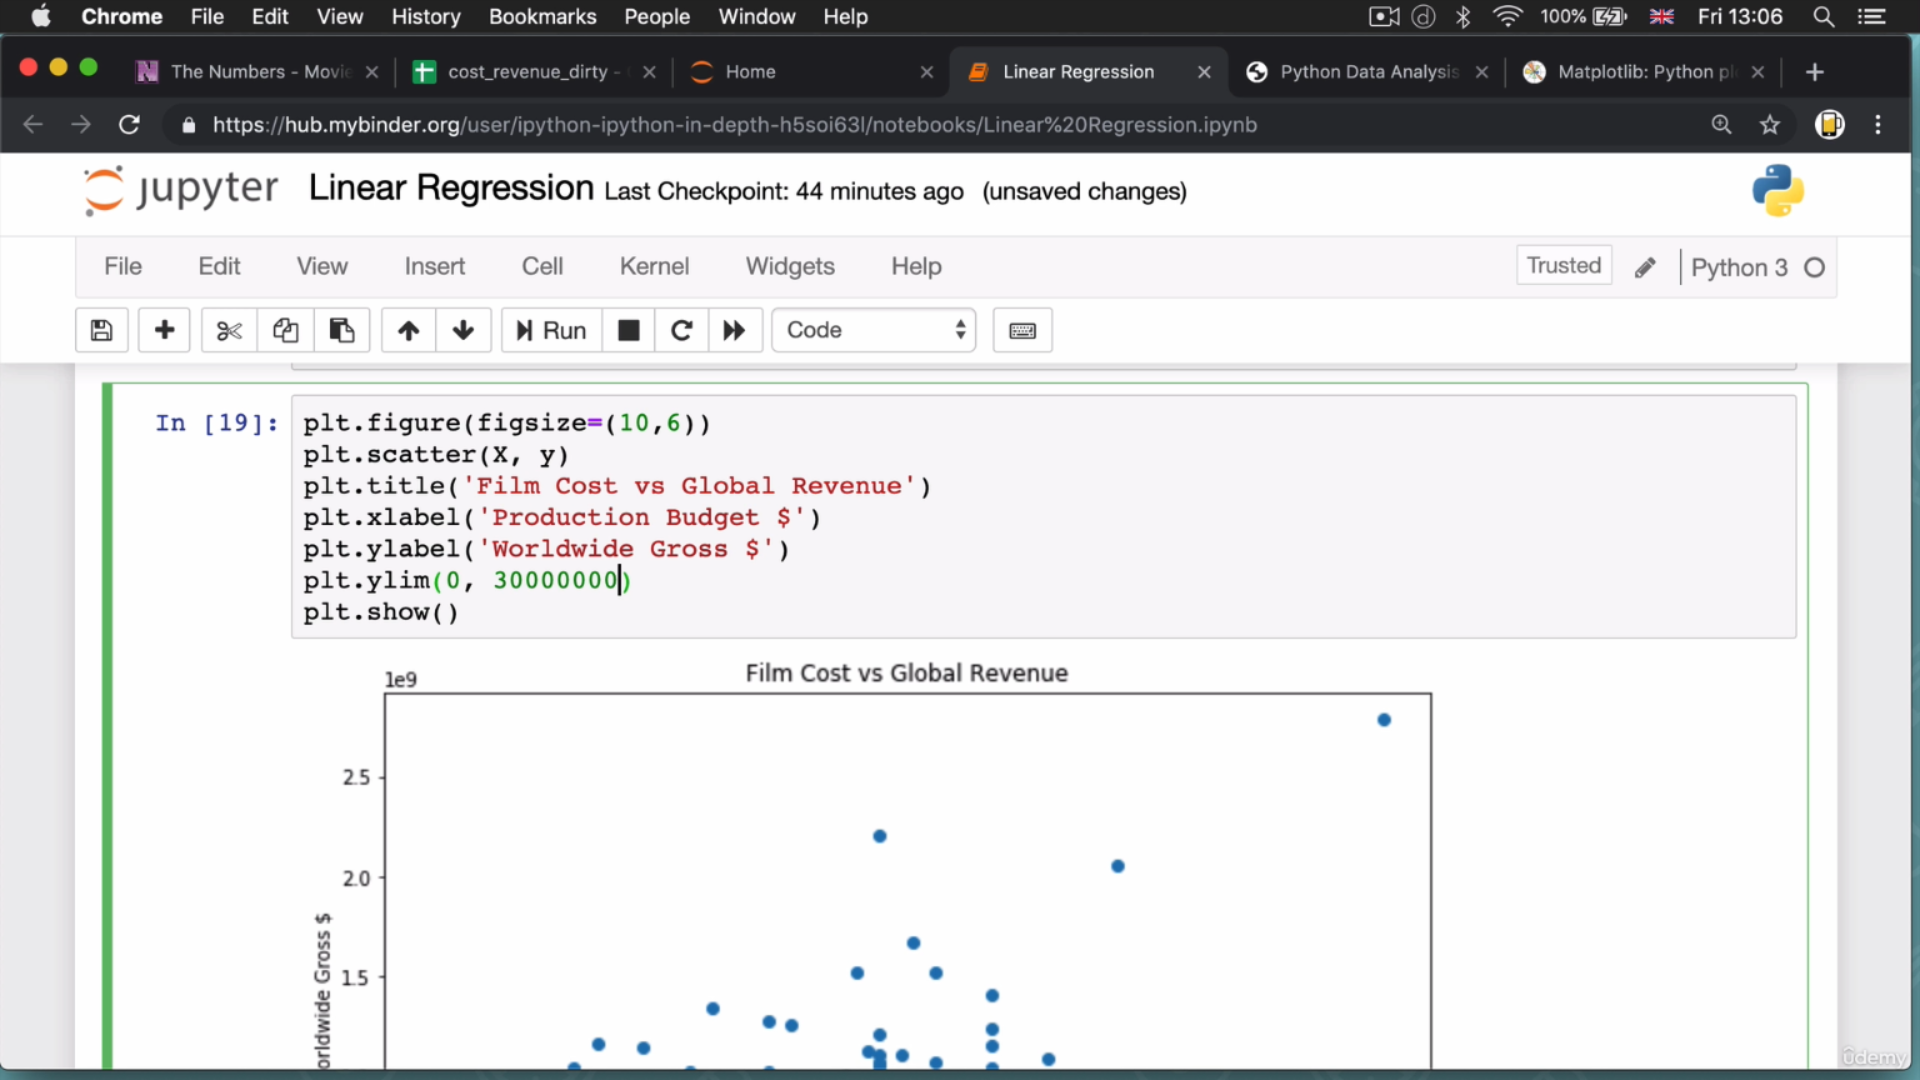 Chrome File Edit View History Bookmarks People Window Help 100% Fri 13:06
The Numbers - Movie cost_revenue_dirty - Home Linear Regression Python Data Analysis Matplotlib: Python pl
https://hub.mybinder.org/user/ipython-ipython-in-depth-h5soi63l/notebooks/Linear%20Regression.ipynb
jupyter Linear Regression Last Checkpoint: 44 minutes ago (unsaved changes)
File Edit View Insert Cell Kernel Widgets Help Trusted Python 3
Run Code
In [19]: plt.figure(figsize=(10,6))
plt.scatter(X, y)
plt.title('Film Cost vs Global Revenue')
plt.xlabel('Production Budget $')
plt.ylabel('Worldwide Gross $')
plt.ylim(0, 30000000)
plt.show()
Film Cost vs Global Revenue
1e9
2.5
2.0
1.5
orldwide Gross $
ûdemy